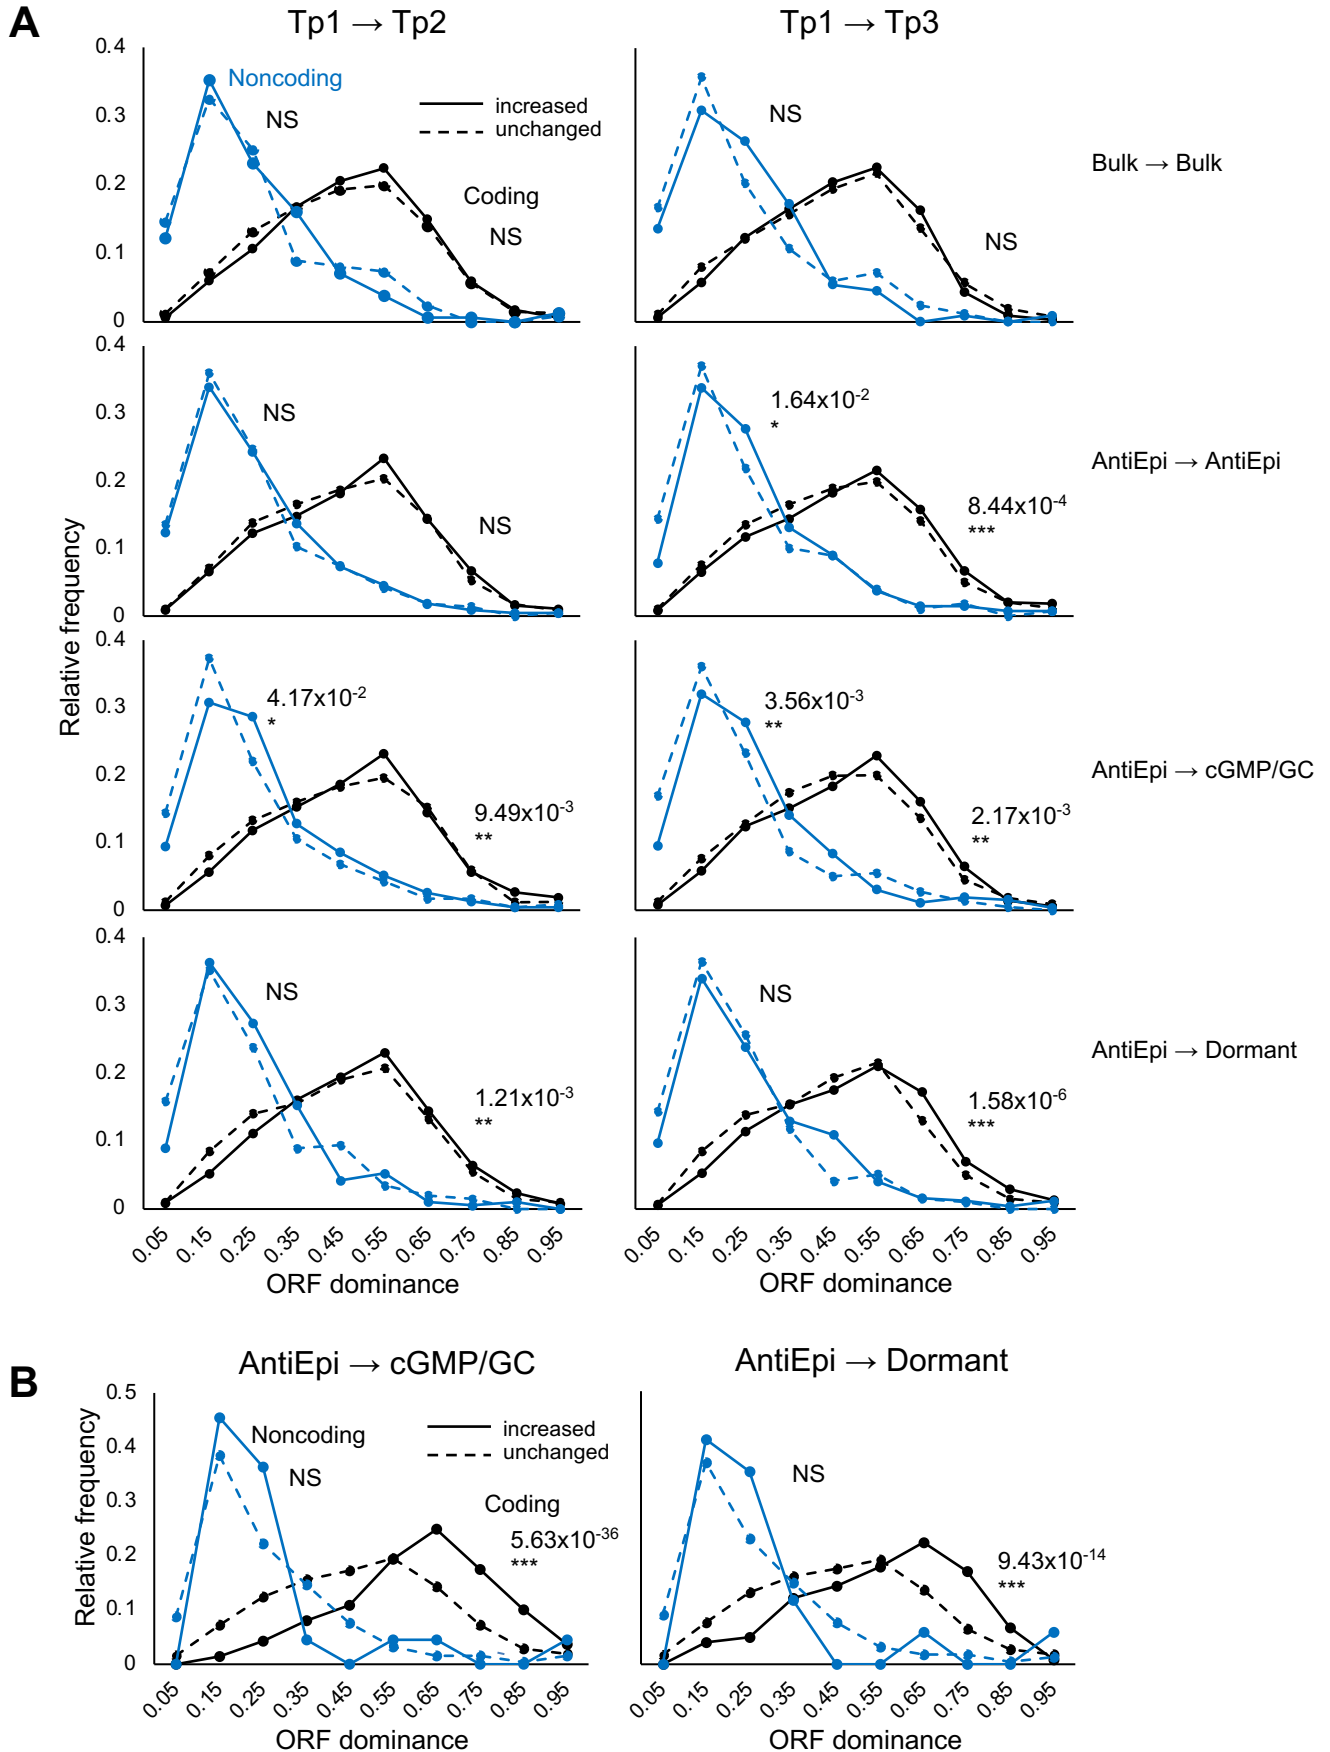 A
Tp1 → Tp2
Tp1 → Tp3
0.4
0.3
0.2
0.1
0
Noncoding
NS
increased
unchanged
Coding
NS
NS
NS
Bulk → Bulk
0.4
0.3
0.2
0.1
0
NS
NS
1.64x10-2
*
8.44x10-4
***
AntiEpi → AntiEpi
Relative frequency
0.4
0.3
0.2
0.1
0
4.17x10-2
*
9.49x10-3
**
3.56x10-3
**
2.17x10-3
**
AntiEpi → cGMP/GC
0.4
0.3
0.2
0.1
0
NS
1.21x10-3
**
NS
1.58x10-6
***
AntiEpi → Dormant
0.05 0.15 0.25 0.35 0.45 0.55 0.65 0.75 0.85 0.95
0.05 0.15 0.25 0.35 0.45 0.55 0.65 0.75 0.85 0.95
ORF dominance
ORF dominance
B
AntiEpi → cGMP/GC
AntiEpi → Dormant
Relative frequency
0.5
0.4
0.3
0.2
0.1
0
Noncoding
NS
increased
unchanged
Coding
5.63x10-36
***
NS
9.43x10-14
***
0.05 0.15 0.25 0.35 0.45 0.55 0.65 0.75 0.85 0.95
0.05 0.15 0.25 0.35 0.45 0.55 0.65 0.75 0.85 0.95
ORF dominance
ORF dominance